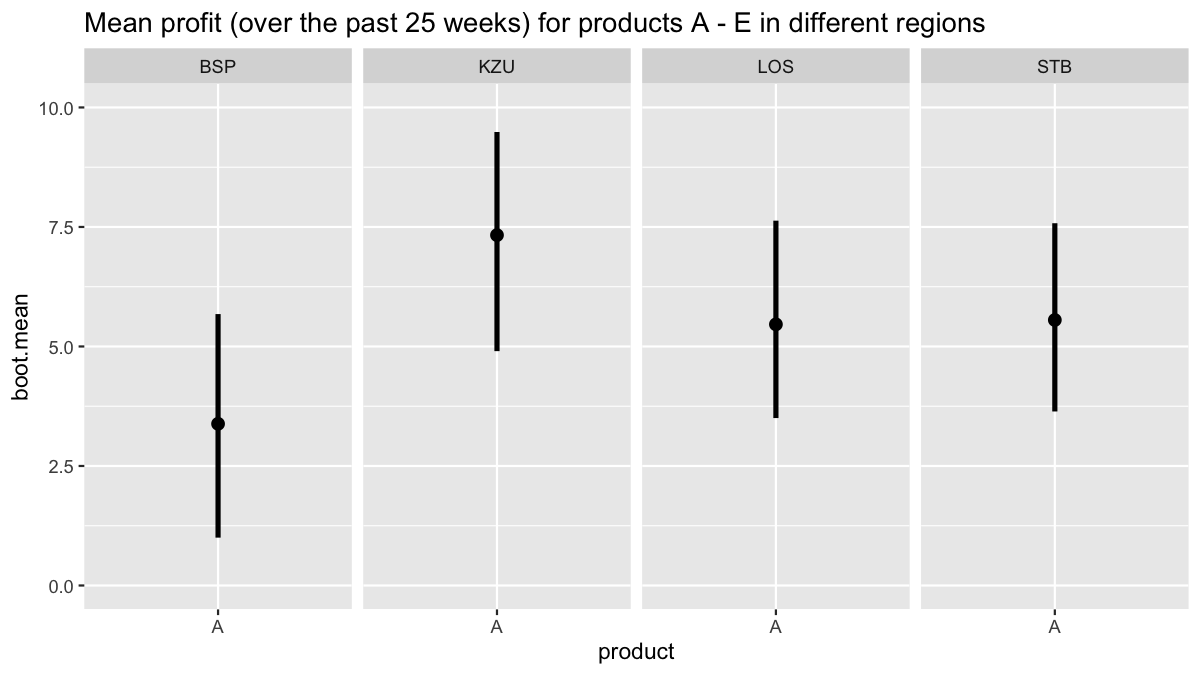 Mean profit (over the past 25 weeks) for products A - E in different regions
BSP KZU LOS STB
10.0
7.5
5.0
2.5
0.0
boot.mean
A A A A
product